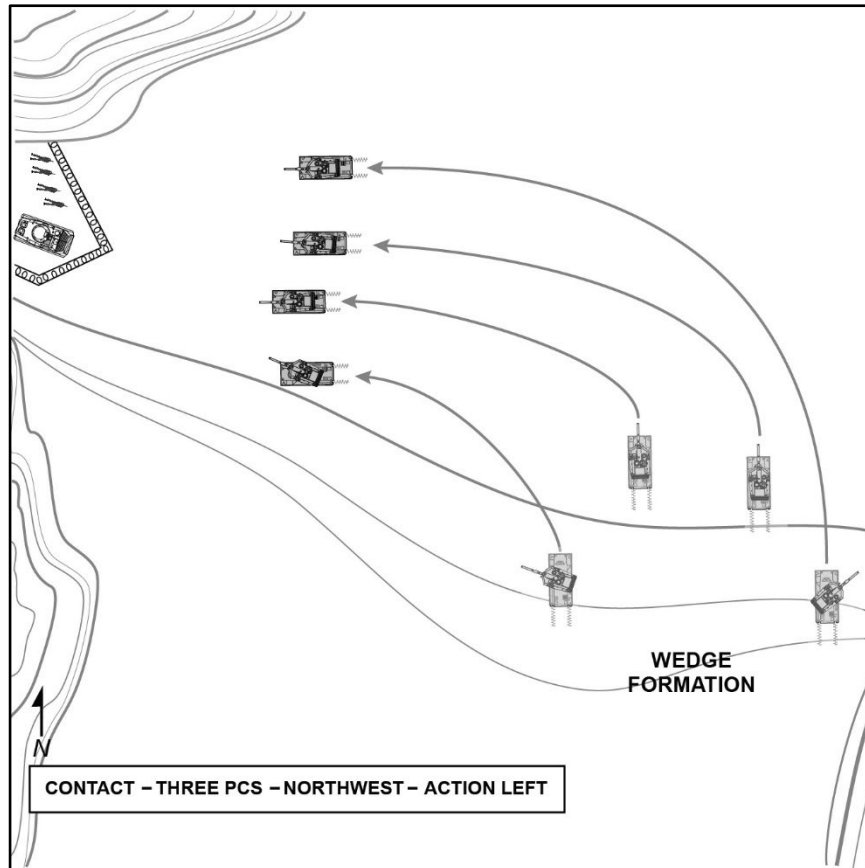 WEDGE
FORMATION
N
CONTACT – THREE PCS – NORTHWEST – ACTION LEFT